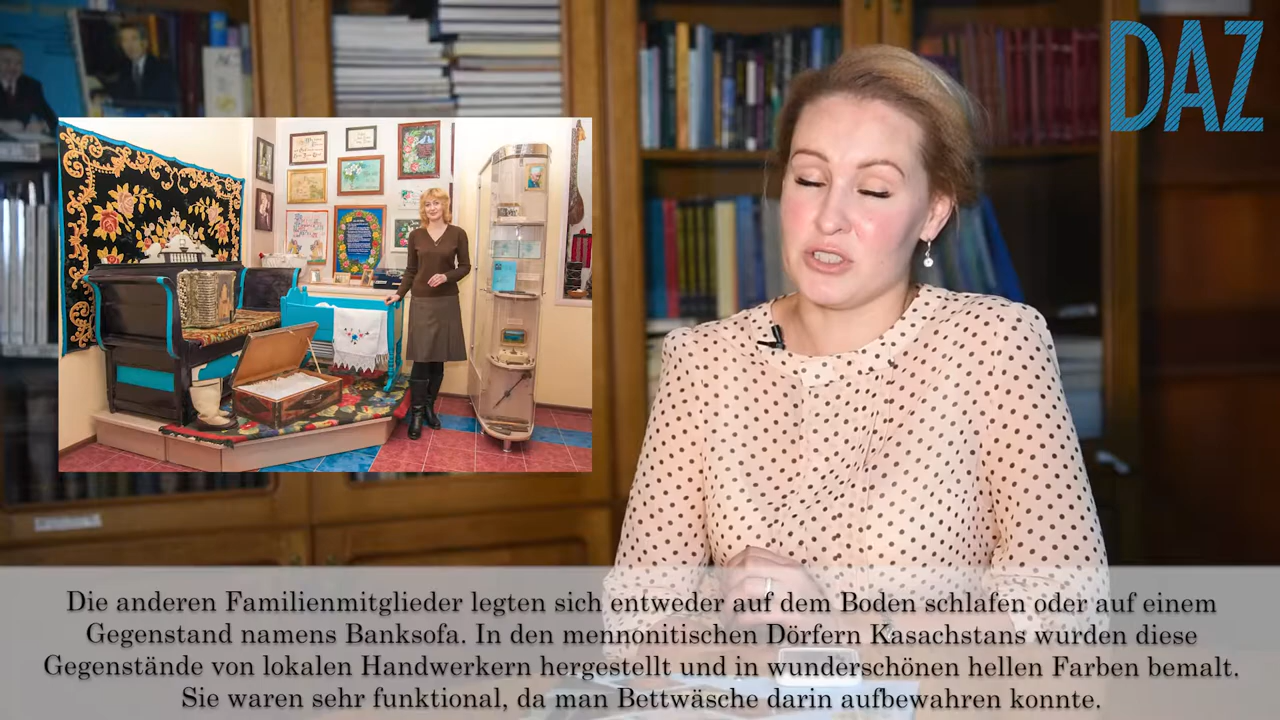 DAZ
Die anderen Familienmitglieder legten sich entweder auf dem Boden schlafen oder auf einem
Gegenstand namens Banksofa. In den mennonitischen Dörfern Kasachstans wurden diese
Gegenstände von lokalen Handwerkern hergestellt und in wunderschönen hellen Farben bemalt.
Sie waren sehr funktional, da man Bettwäsche darin aufbewahren konnte.